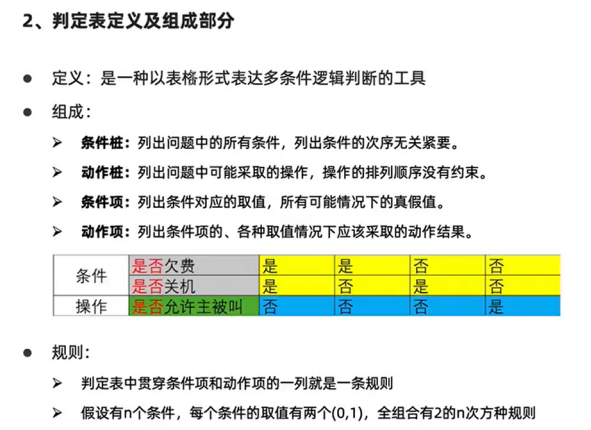 2、判定表定义及组成部分
● 定义：是一种以表格形式表达多条件逻辑判断的工具
● 组成：
➢ 条件桩：列出问题中的所有条件，列出条件的次序无关紧要。
➢ 动作桩：列出问题中可能采取的操作，操作的排列顺序没有约束。
➢ 条件项：列出条件对应的取值，所有可能情况下的真假值。
➢ 动作项：列出条件项的、各种取值情况下应该采取的动作结果。
条件 是否欠费 是 是 否 否
是否关机 是 否 是 否
操作 是否允许主被叫 否 否 否 是
● 规则：
➢ 判定表中贯穿条件项和动作项的一列就是一条规则
➢ 假设有n个条件，每个条件的取值有两个(0,1)，全组合有2的n次方种规则